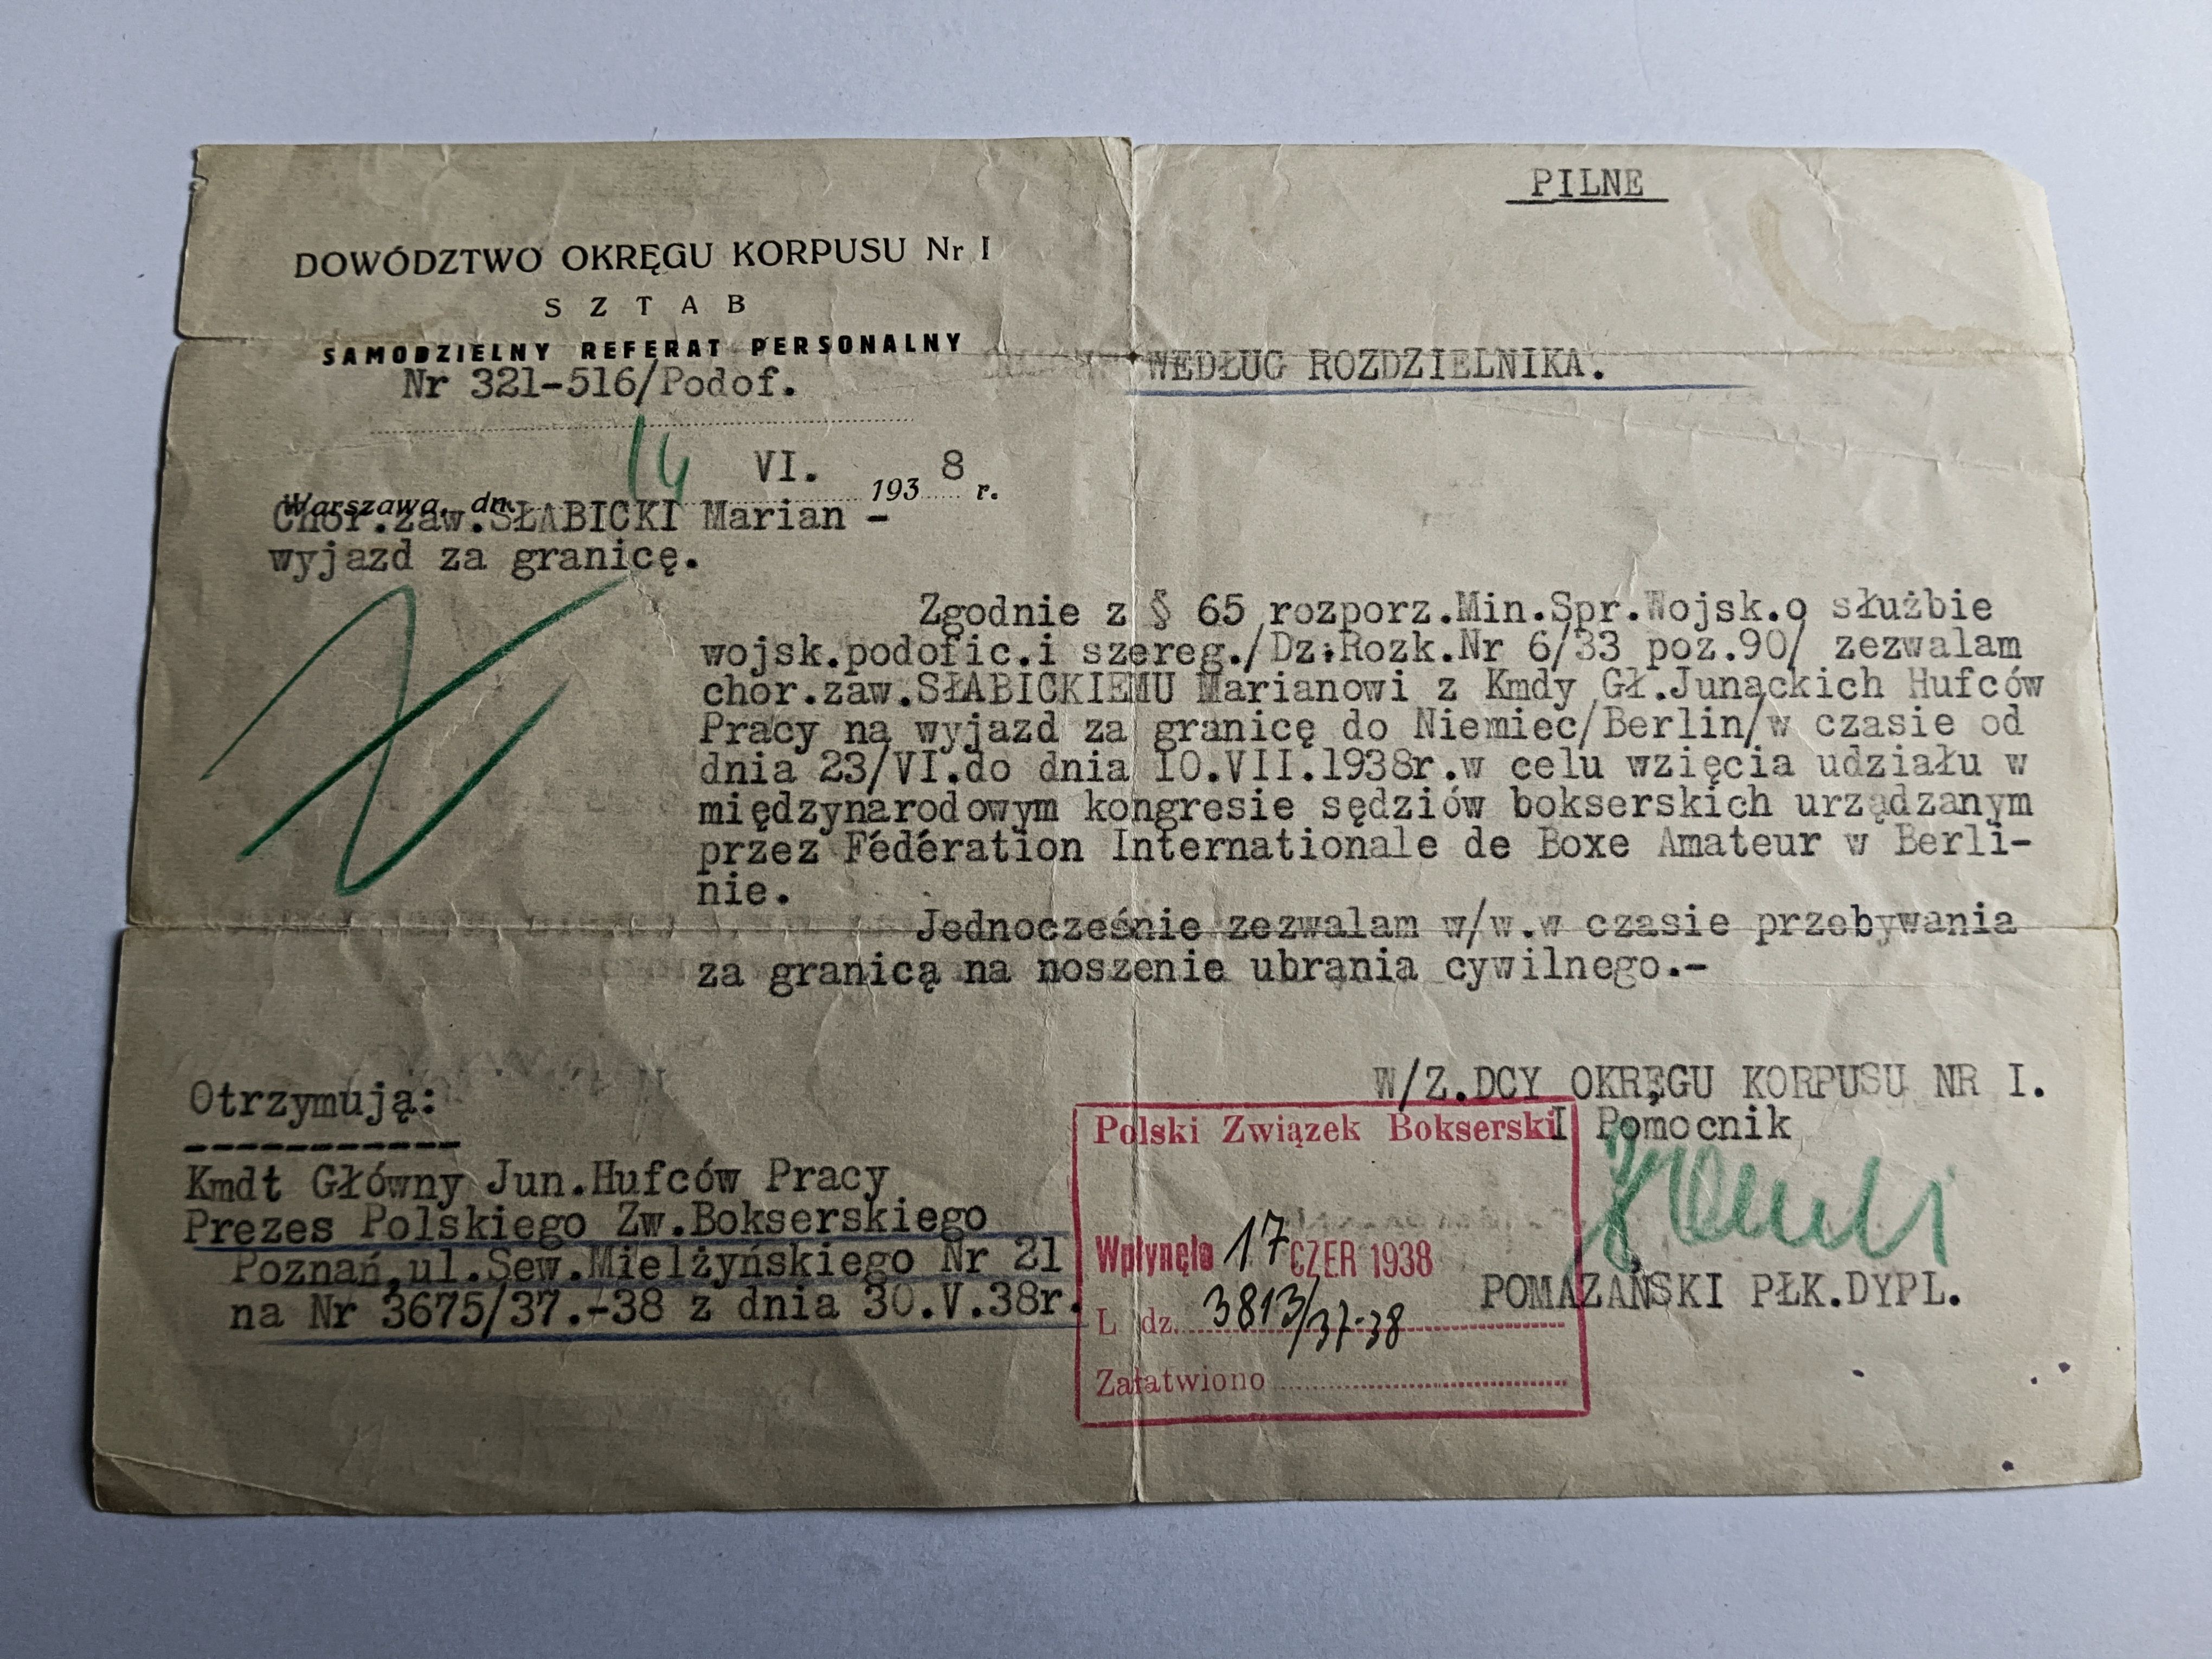 PILNE
DOWÓDZTWO OKRĘGU KORPUSU Nr I
SZTAB
SAMODZIELNY REFERAT PERSONALNY
Nr 321-516/Podof.
WEDŁUG ROZDZIELNIKA.
Warszawa, dn. 14 VI. 1938 r.
Chor.zaw.SŁABICKI Marian -
wyjazd za granicę.
Zgodnie z § 65 rozporz.Min.Spr.Wojsk.o służbie
wojsk.podofic.i szereg./Dz.Rozk.Nr 6/33 poz.90/ zezwalam
chor.zaw.SŁABICKIEMU Marianowi z Kmdy Gł.Junackich Hufców
Pracy na wyjazd za granicę do Niemiec/Berlin/w czasie od
dnia 23/VI.do dnia 10.VII.1938r.w celu wzięcia udziału w
międzynarodowym kongresie sędziów bokserskich urządzanym
przez Fédération Internationale de Boxe Amateur w Berli-
nie.
Jednocześnie zezwalam w/w.w czasie przebywania
za granicą na noszenie ubrania cywilnego.-
W/Z.DCY OKRĘGU KORPUSU NR I.
I Pomocnik
POMAZAŃSKI PŁK.DYPL.
Otrzymują:
Kmdt Główny Jun.Hufców Pracy
Prezes Polskiego Zw.Bokserskiego
Poznań,ul.Sew.Mielżyńskiego Nr 21
na Nr 3675/37.-38 z dnia 30.V.38r.
Polski Związek Bokserski
Wpłynęło 17 CZER 1938
L dz. 3813/37-38
Załatwiono